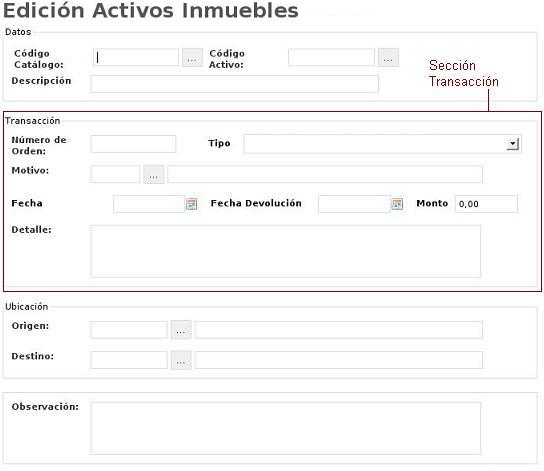 Edición Activos Inmuebles
Datos
Código Catálogo:
...
Código Activo:
...
Descripción
Sección Transacción
Transacción
Número de Orden:
Tipo
Motivo:
...
Fecha
Fecha Devolución
Monto
0,00
Detalle:
Ubicación
Origen:
...
Destino:
...
Observación: